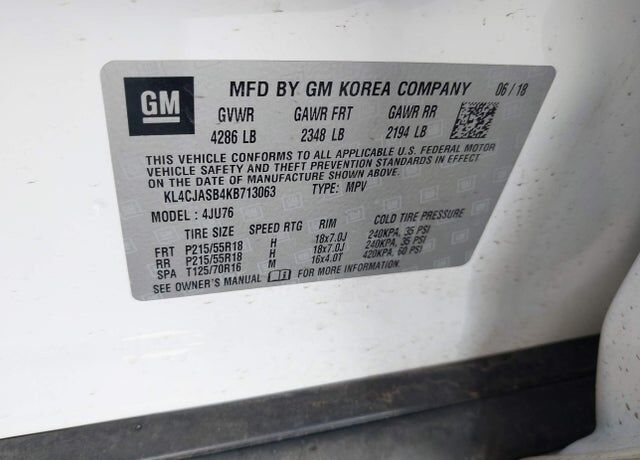 GM
MFD BY GM KOREA COMPANY 06/18
GVWR GAWR FRT GAWR RR
4286 LB 2348 LB 2194 LB
THIS VEHICLE CONFORMS TO ALL APPLICABLE U.S. FEDERAL MOTOR
VEHICLE SAFETY AND THEFT PREVENTION STANDARDS IN EFFECT
ON THE DATE OF MANUFACTURE SHOWN ABOVE.
KL4CJASB4KB713063 TYPE: MPV
MODEL: 4JU76
TIRE SIZE SPEED RTG RIM COLD TIRE PRESSURE
FRT P215/55R18 H 18x7.0J 240KPA, 35 PSI
RR P215/55R18 H 18x7.0J 240KPA, 35 PSI
SPA T125/70R16 M 16x4.0T 420KPA, 60 PSI
SEE OWNER'S MANUAL FOR MORE INFORMATION.